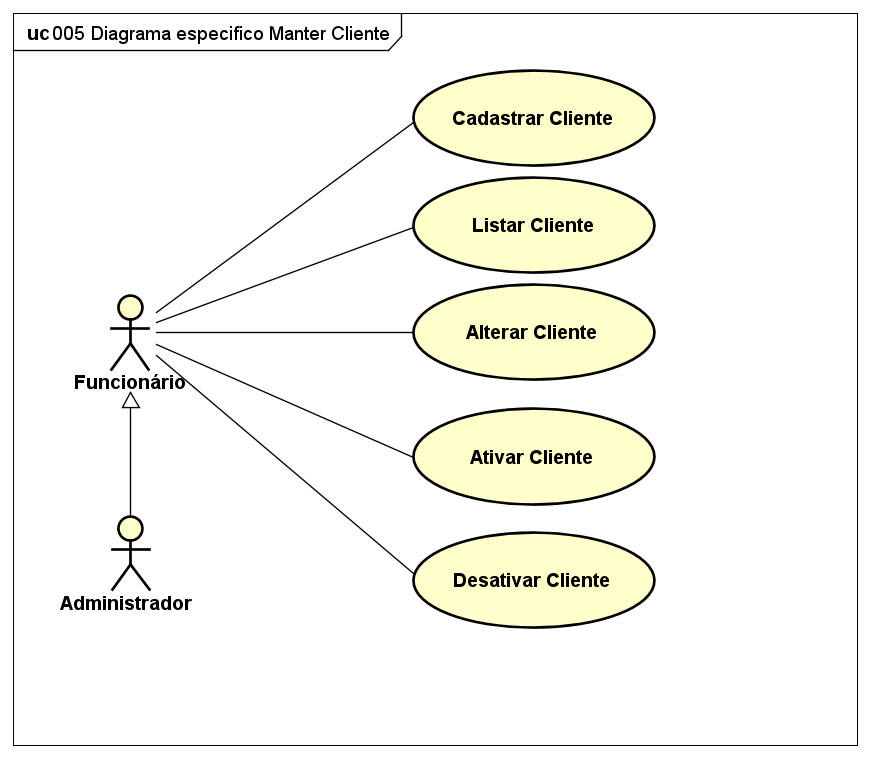 uc 005 Diagrama especifico Manter Cliente
Cadastrar Cliente
Listar Cliente
Alterar Cliente
Funcionário
Ativar Cliente
Desativar Cliente
Administrador